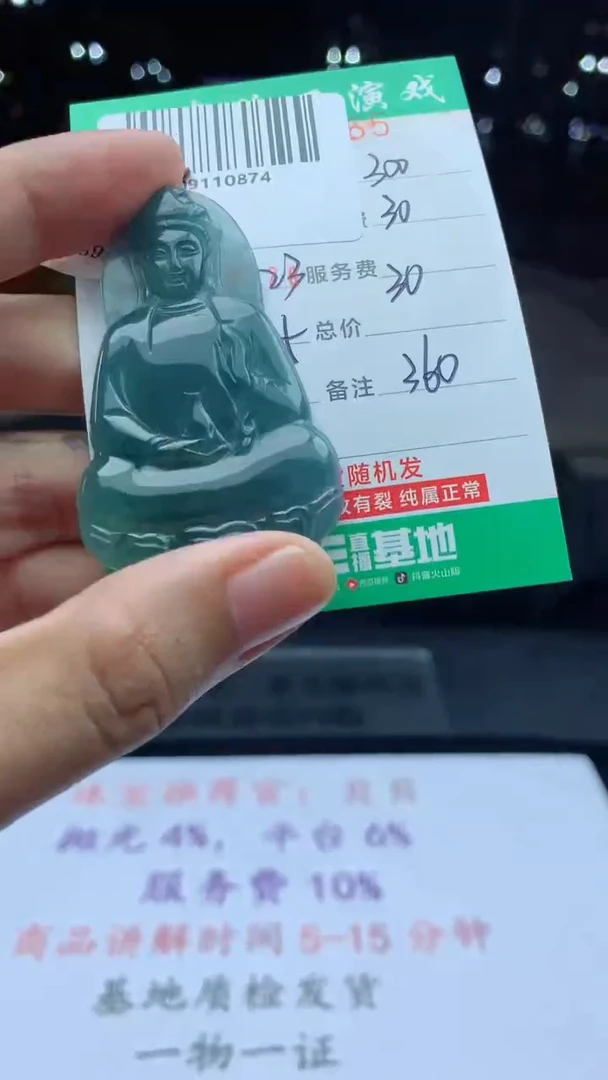 演戏
65
9110874
300
30
23 服务费 30
总价
备注 360
随机发
有裂 纯属正常
直播基地
抖音火山版
抛光4%，平台6%
服务费10%
商品讲解时间5-15分钟
基地质检发货
一物一证